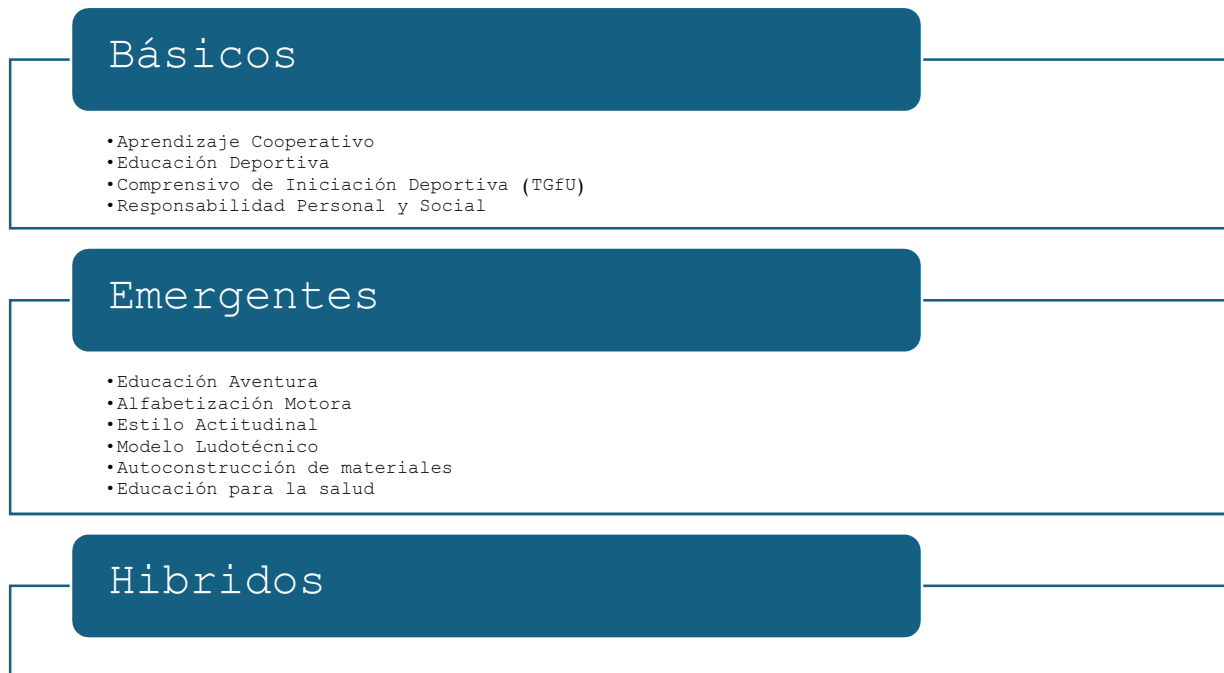 Básicos
•Aprendizaje Cooperativo
•Educación Deportiva
•Comprensivo de Iniciación Deportiva (TGfU)
•Responsabilidad Personal y Social
Emergentes
•Educación Aventura
•Alfabetización Motora
•Estilo Actitudinal
•Modelo Ludotécnico
•Autoconstrucción de materiales
•Educación para la salud
Hibridos